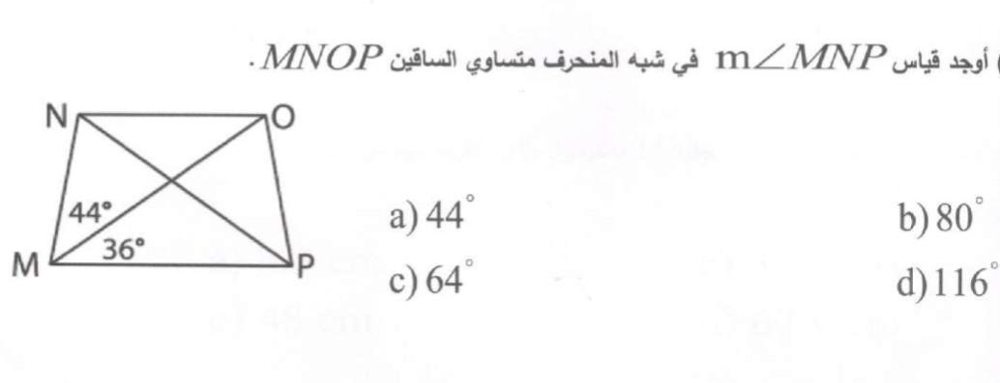 ) أوجد قياس m∠MNP في شبه المنحرف متساوي الساقين MNOP .
N
O
44°
36°
M
P
a) 44°
b) 80°
c) 64°
d) 116°